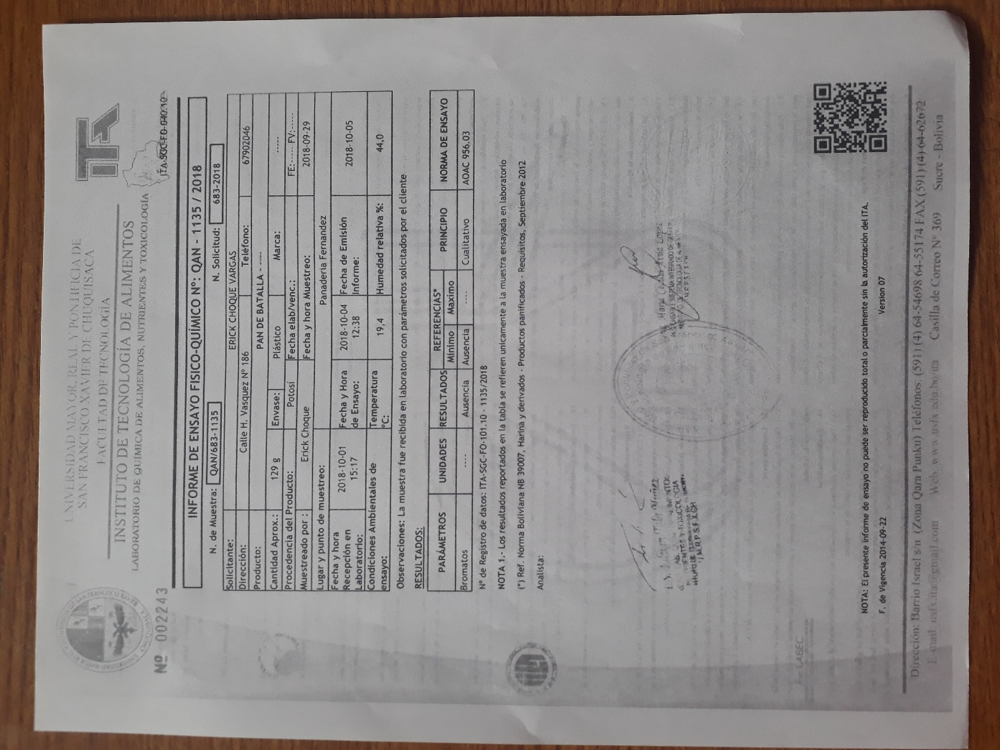 UNIVERSIDAD MAYOR, REAL Y PONTIFICIA DE
SAN FRANCISCO XAVIER DE CHUQUISACA
FACULTAD DE TECNOLOGÍA
INSTITUTO DE TECNOLOGÍA DE ALIMENTOS
LABORATORIO DE QUÍMICA DE ALIMENTOS, NUTRIENTES Y TOXICOLOGÍA
ITA
Nº 002243
ITA-SGC-FO-040.10
INFORME DE ENSAYO FISICO-QUÍMICO Nº: QAN - 1135 / 2018
N. de Muestra: QAN/683-1135 N. Solicitud: 683-2018
Solicitante: ERICK CHOQUE VARGAS
Dirección: Calle H. Vasquez Nº 186 Teléfono: 67902046
Producto: PAN DE BATALLA - ----
Cantidad Aprox.: 129 g Envase: Plástico Marca: -----
Procedencia del Producto: Potosí Fecha elab/venc.: FE:----- FV:-----
Muestreado por : Erick Choque Fecha y hora Muestreo: 2018-09-29
Lugar y punto de muestreo: Panaderia Fernandez
Fecha y hora Recepción en Laboratorio: 2018-10-01 15:17 Fecha y Hora de Ensayo: 2018-10-04 12:38 Fecha de Emisión Informe: 2018-10-05
Condiciones Ambientales de ensayo: Temperatura °C: 19,4 Humedad relativa %: 44,0
Observaciones: La muestra fue recibida en laboratorio con parámetros solicitados por el cliente
RESULTADOS:
PARÁMETROS UNIDADES RESULTADOS REFERENCIAS* PRINCIPIO NORMA DE ENSAYO
Minimo Maximo
Bromatos ---- Ausencia Ausencia ---- Cualitativo AOAC 956.03
Nº de Registro de datos: ITA-SGC-FO-101.10 - 1135/2018
NOTA 1.- Los resultados reportados en la tabla se refieren unicamente a la muestra ensayada en laboratorio
(*) Ref. Norma Boliviana NB 39007, Harina y derivados - Productos panificados - Requisitos, Septiembre 2012
Analista:
NOTA: El presente informe de ensayo no puede ser reproducido total o parcialmente sin la autorización del ITA.
F. de Vigencia 2014-09-22 Version 07
Dirección: Barrio Israel s/n (Zona Qara Punku) Teléfonos: (591) (4) 64-54698 64-55174 FAX (591) (4) 64-62672
E-mail: usfx.ita@gmail.com Web: www.usfx.edu.bo/ita Casilla de Correo Nº 369 Sucre - Bolivia